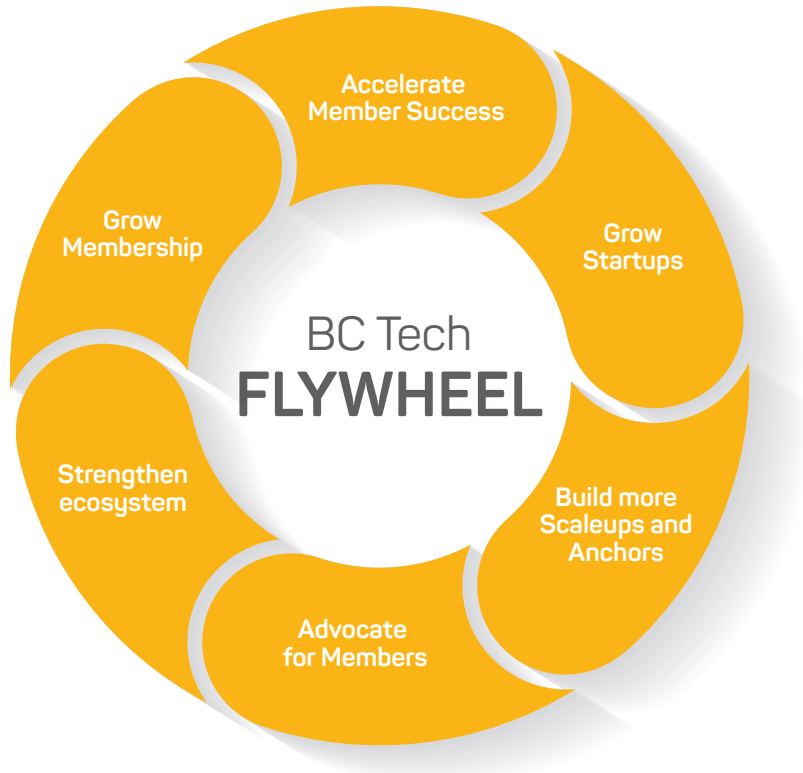 Accelerate
Member Success
Grow
Startups
Build more
Scaleups and
Anchors
Advocate
for Members
Strengthen
ecosystem
Grow
Membership
BC Tech
FLYWHEEL